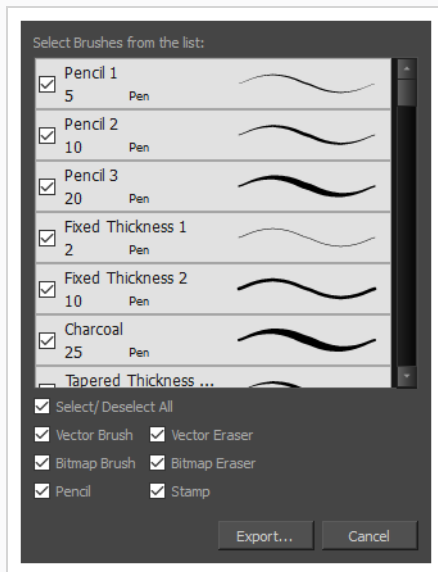 Select Brushes from the list:
Pencil 1
5 Pen
Pencil 2
10 Pen
Pencil 3
20 Pen
Fixed Thickness 1
2 Pen
Fixed Thickness 2
10 Pen
Charcoal
25 Pen
Tapered Thickness ...
Select/Deselect All
Vector Brush Vector Eraser
Bitmap Brush Bitmap Eraser
Pencil Stamp
Export... Cancel